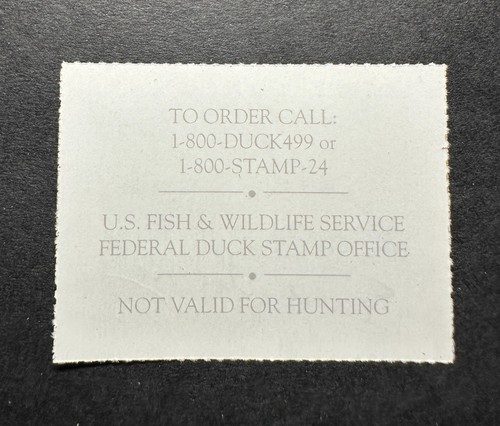 TO ORDER CALL:
1-800-DUCK499 or
1-800-STAMP-24
U.S. FISH & WILDLIFE SERVICE
FEDERAL DUCK STAMP OFFICE
NOT VALID FOR HUNTING